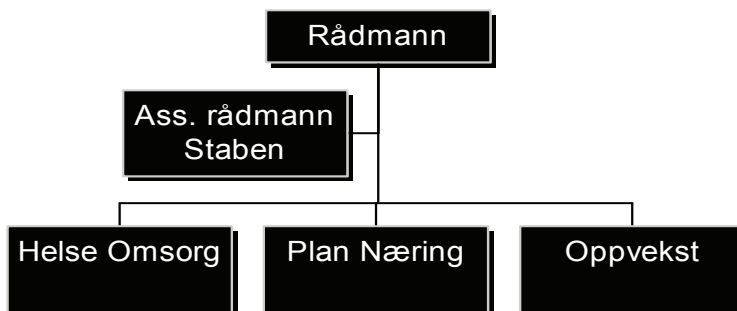 Rådmann
Ass. rådmann
Staben
Helse Omsorg
Plan Næring
Oppvekst